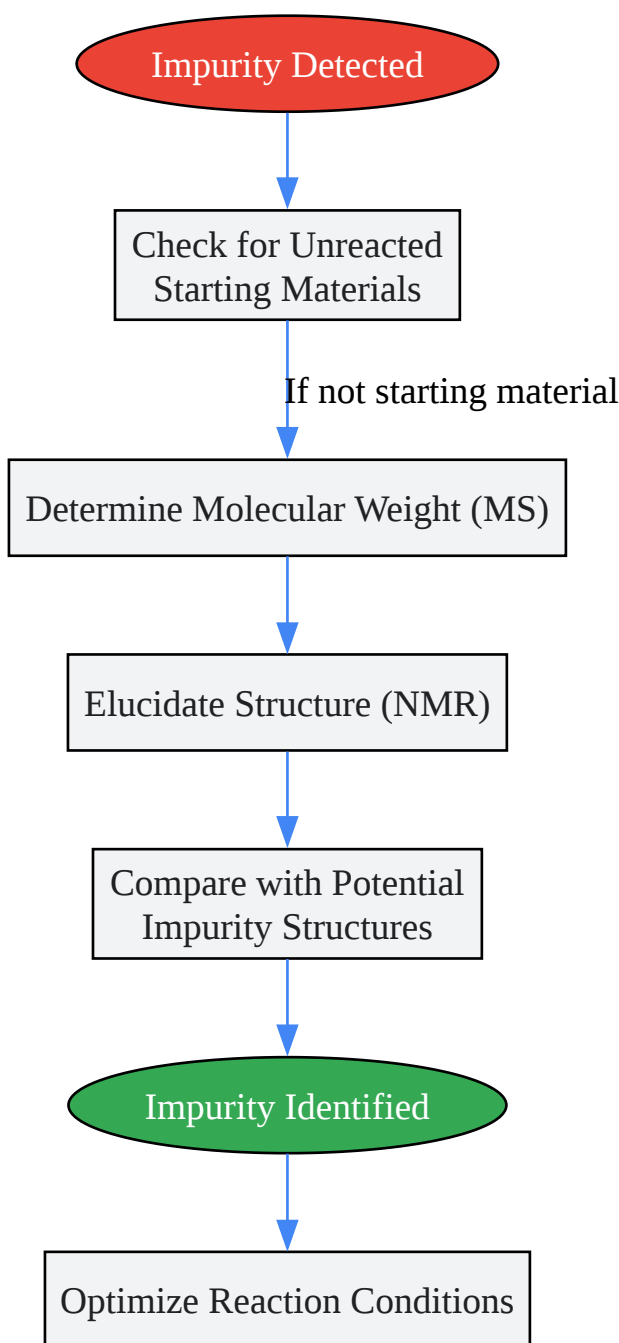 Impurity Detected
Check for Unreacted
Starting Materials
If not starting material
Determine Molecular Weight (MS)
Elucidate Structure (NMR)
Compare with Potential
Impurity Structures
Impurity Identified
Optimize Reaction Conditions